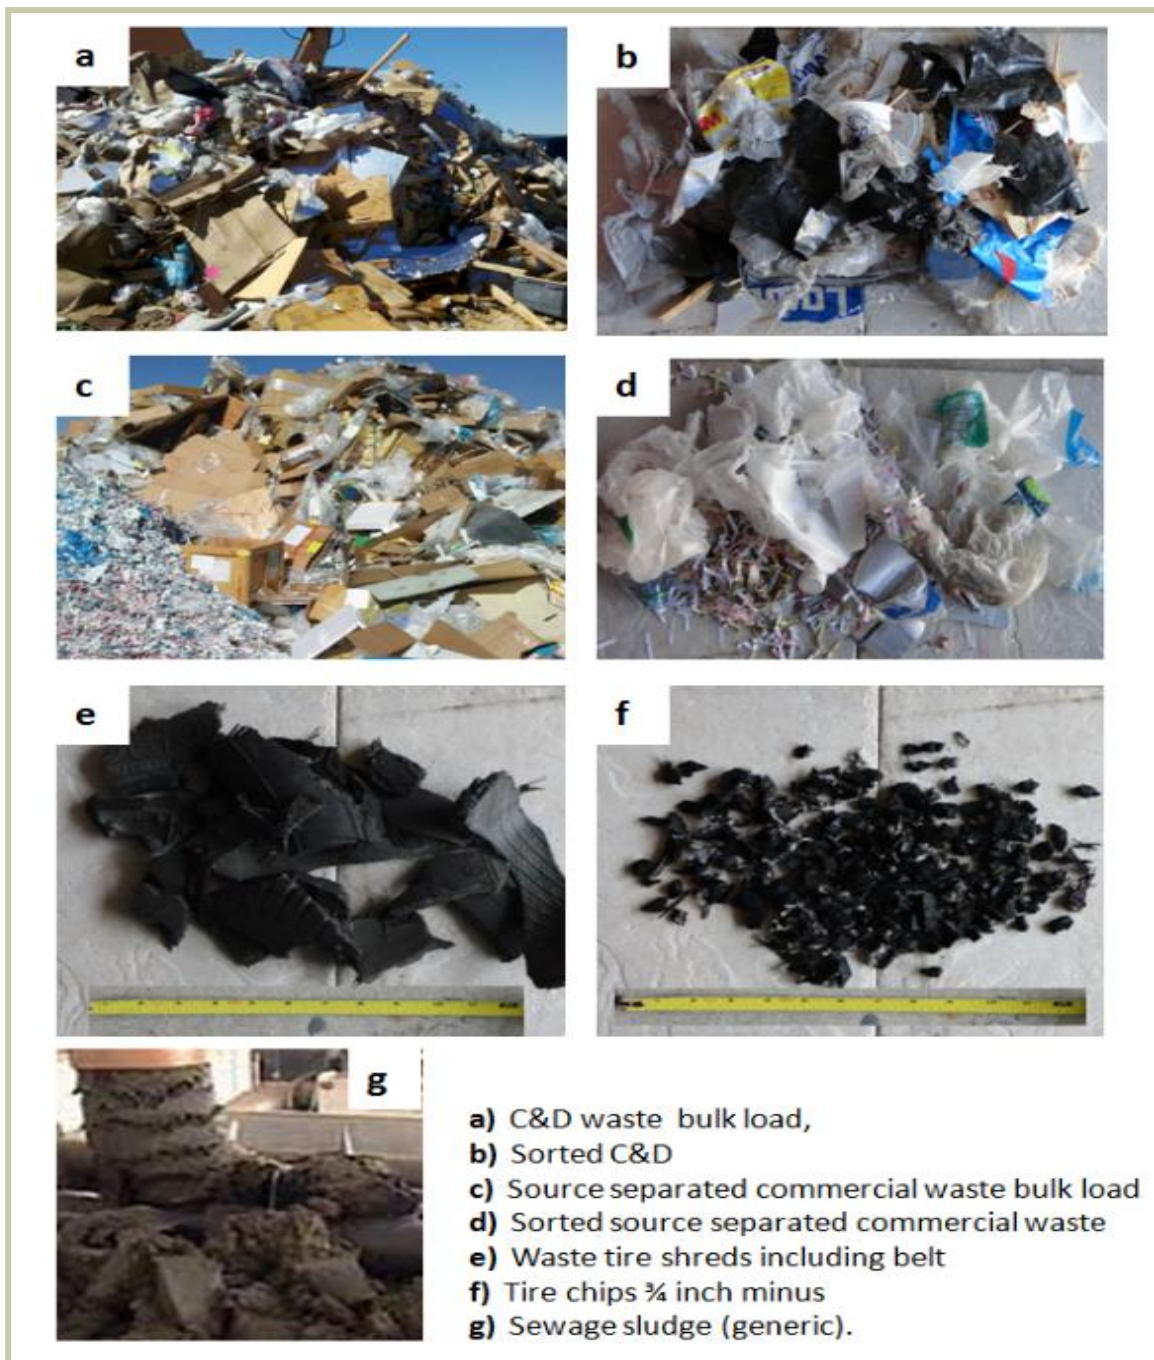 a
b
c
d
e
f
g
a) C&D waste bulk load,
b) Sorted C&D
c) Source separated commercial waste bulk load
d) Sorted source separated commercial waste
e) Waste tire shreds including belt
f) Tire chips ¾ inch minus
g) Sewage sludge (generic).